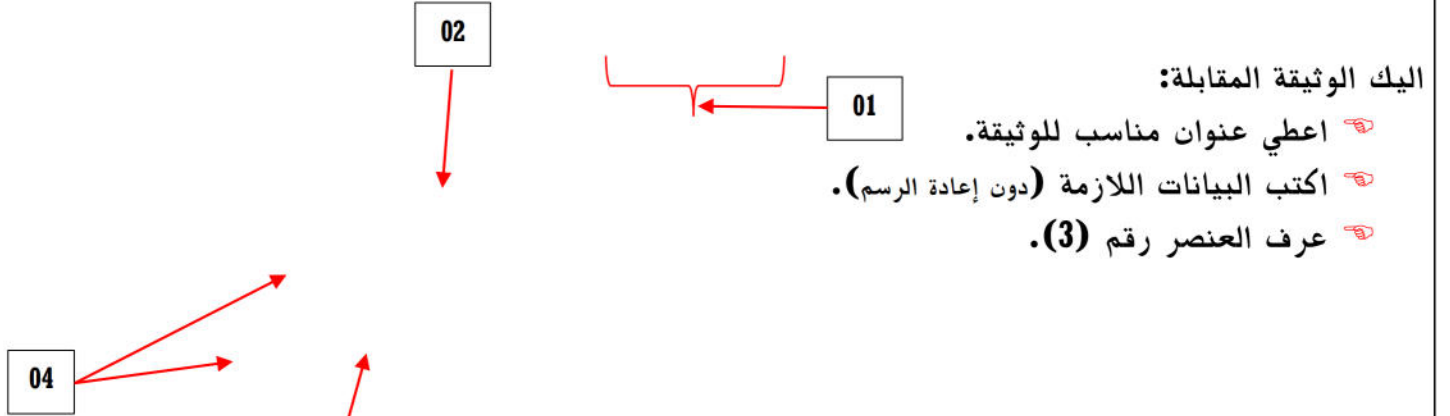 02
01
اليك الوثيقة المقابلة:
اعطي عنوان مناسب للوثيقة.
اكتب البيانات اللازمة (دون إعادة الرسم).
عرف العنصر رقم (3).
04